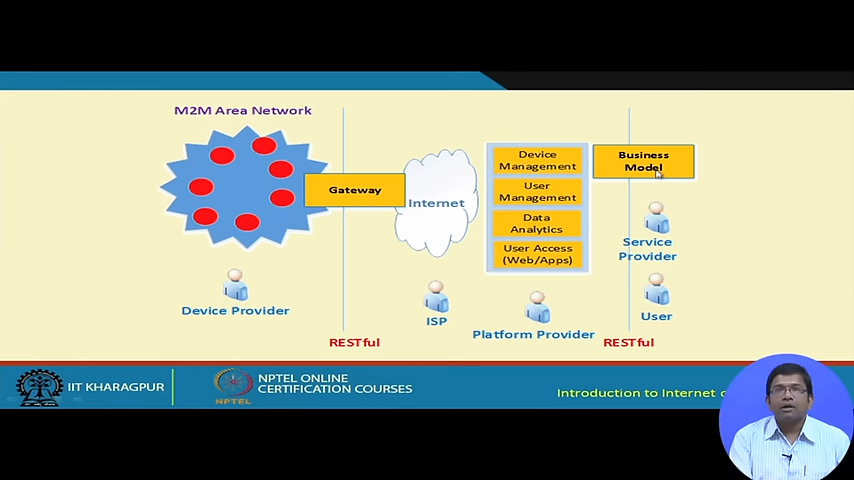 M2M Area Network
Gateway
Internet
Device
Management
User
Management
Data
Analytics
User Access
(Web/Apps)
Business
Model
Service
Provider
User
Device Provider
ISP
Platform Provider
RESTful
RESTful
IIT KHARAGPUR
NPTEL
NPTEL ONLINE
CERTIFICATION COURSES
Introduction to Internet